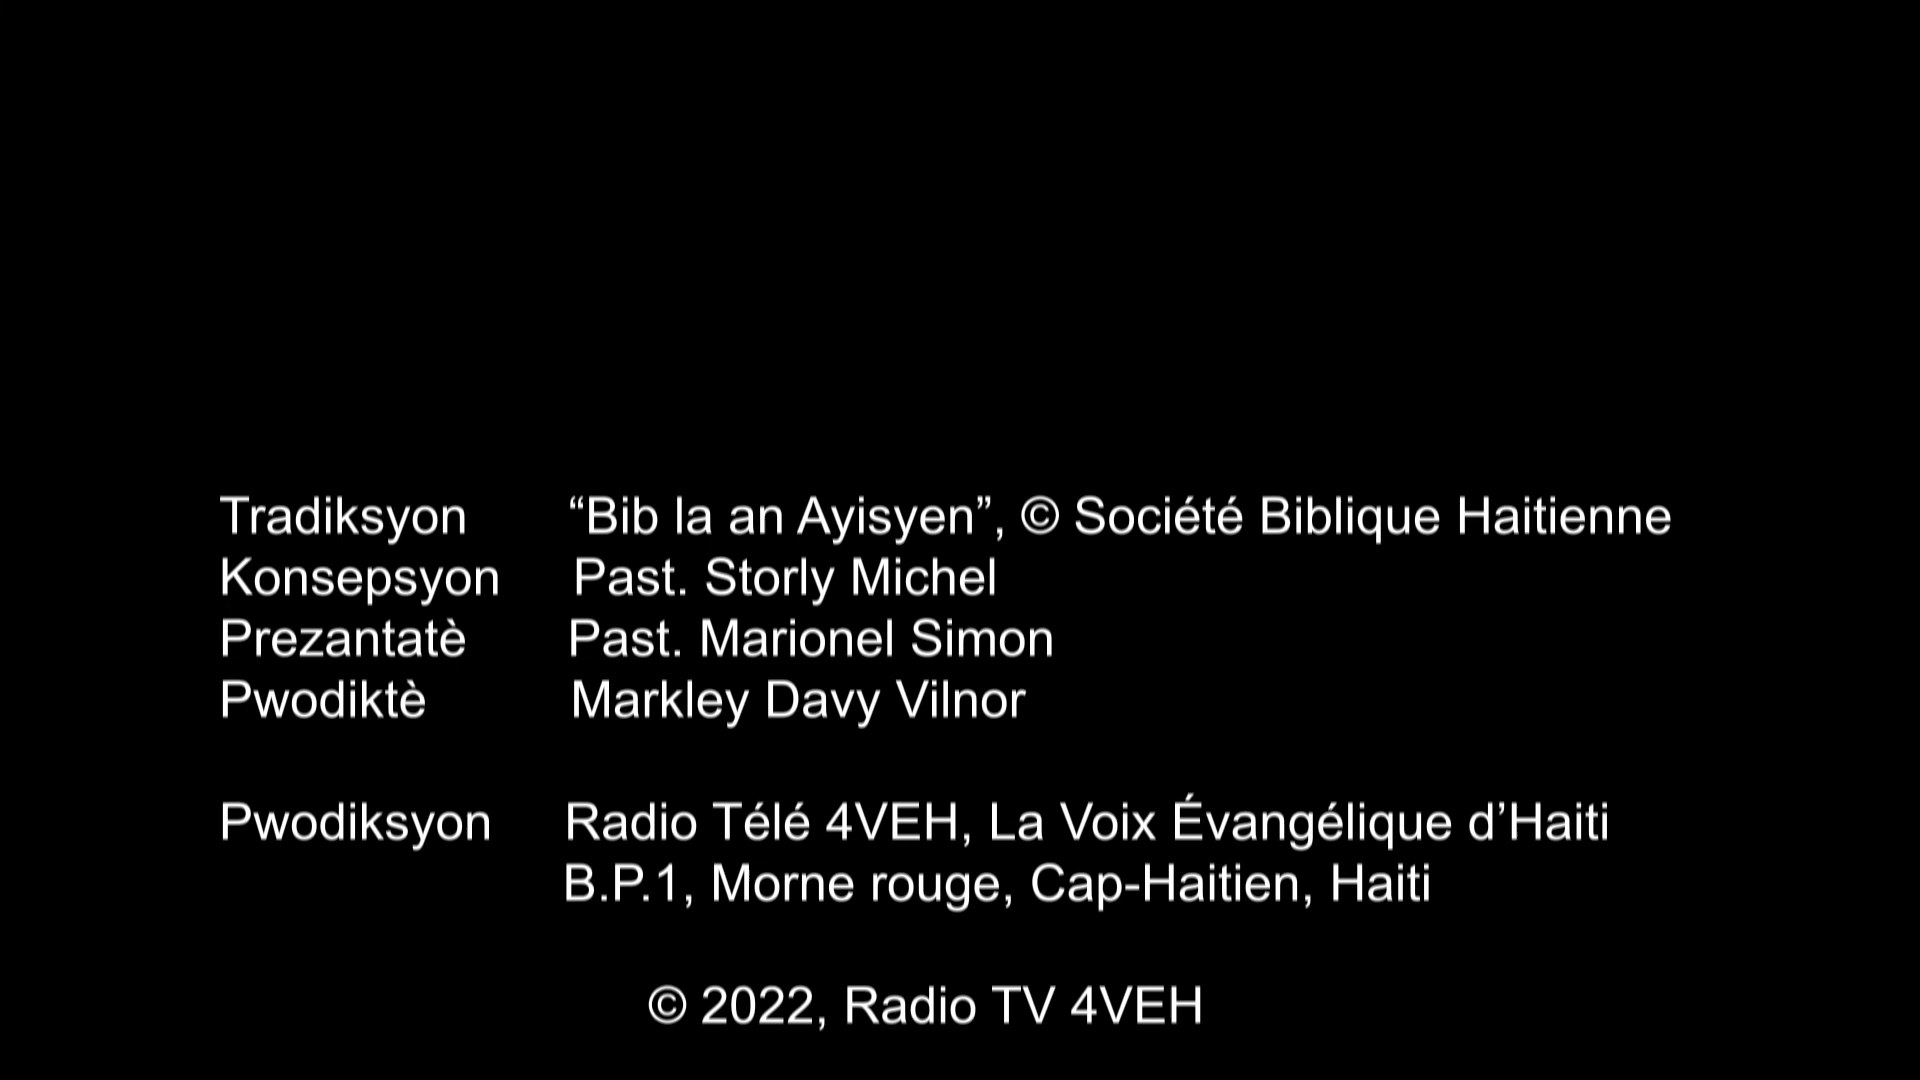 Tradiksyon “Bib la an Ayisyen”, © Société Biblique Haitienne
Konsepsyon Past. Storly Michel
Prezantatè Past. Marionel Simon
Pwodiktè Markley Davy Vilnor
Pwodiksyon Radio Télé 4VEH, La Voix Évangélique d’Haiti
B.P.1, Morne rouge, Cap-Haitien, Haiti
© 2022, Radio TV 4VEH